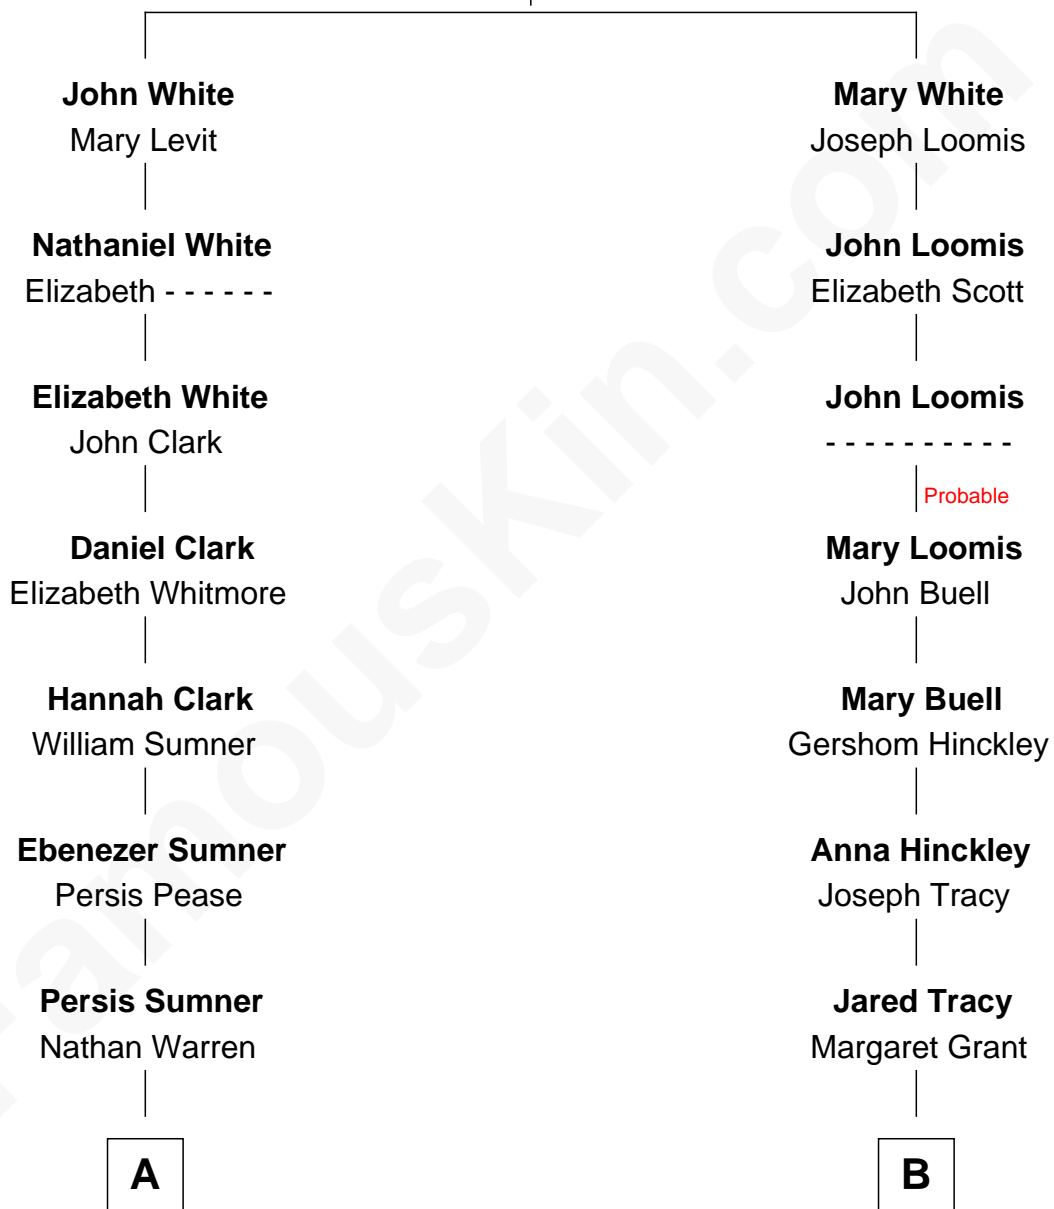 John White
Mary Levit
Nathaniel White
Elizabeth - - - - - -
Elizabeth White
John Clark
Daniel Clark
Elizabeth Whitmore
Hannah Clark
William Sumner
Ebenezer Sumner
Persis Pease
Persis Sumner
Nathan Warren
A
Mary White
Joseph Loomis
John Loomis
Elizabeth Scott
John Loomis
- - - - - - - - - -
Probable
Mary Loomis
John Buell
Mary Buell
Gershom Hinckley
Anna Hinckley
Joseph Tracy
Jared Tracy
Margaret Grant
B
FamousKin.com